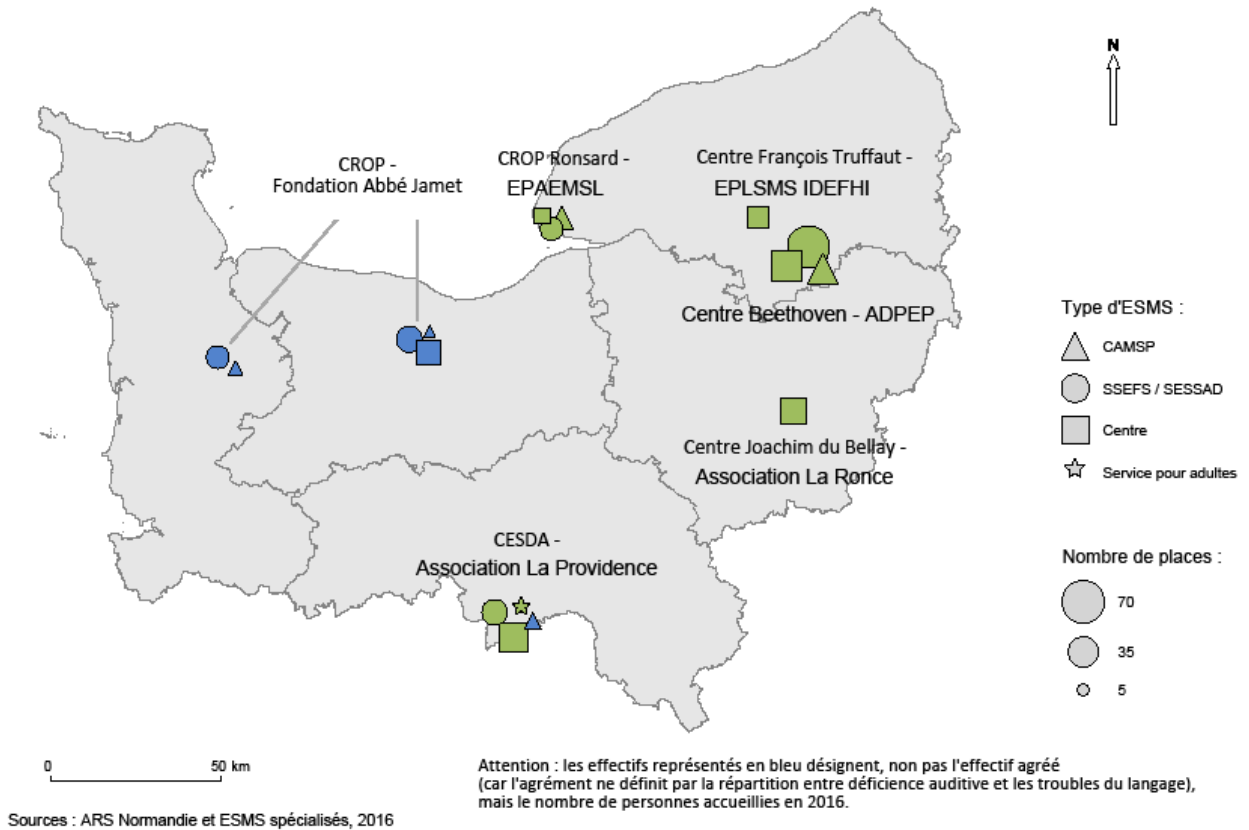 N
CROP -
Fondation Abbé Jamet
CROP Ronsard -
EPAEMSL
Centre François Truffaut -
EPLSMS IDEFHI
Centre Beethoven - ADPEP
Centre Joachim du Bellay -
Association La Ronce
CESDA -
Association La Providence
Type d'ESMS :
CAMSP
SSEFS / SESSAD
Centre
Service pour adultes
Nombre de places :
70
35
5
0 50 km
Attention : les effectifs représentés en bleu désignent, non pas l'effectif agréé
(car l'agrément ne définit par la répartition entre déficience auditive et les troubles du langage),
mais le nombre de personnes accueillies en 2016.
Sources : ARS Normandie et ESMS spécialisés, 2016